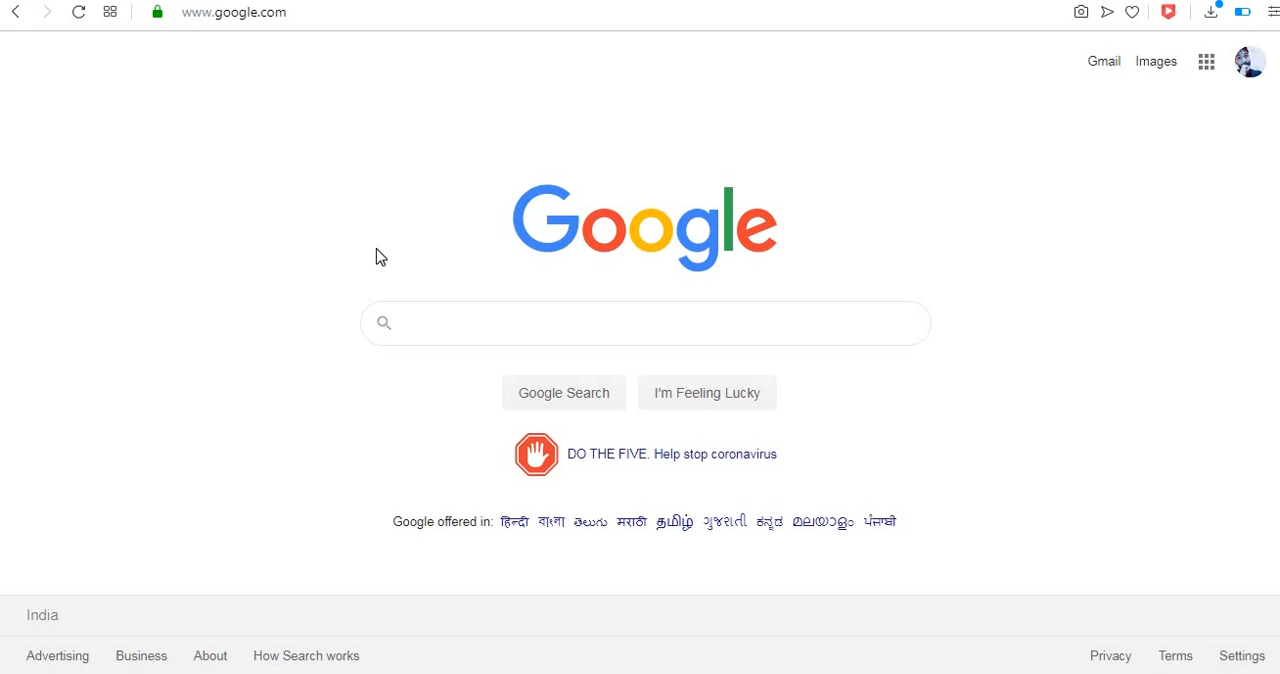 www.google.com
Gmail Images
Google
Google Search I'm Feeling Lucky
DO THE FIVE. Help stop coronavirus
Google offered in: हिन्दी বাংলা తెలుగు मराठी தமிழ் ગુજરાતી ಕನ್ನಡ മലയാളം ਪੰਜਾਬੀ
India
Advertising Business About How Search works Privacy Terms Settings